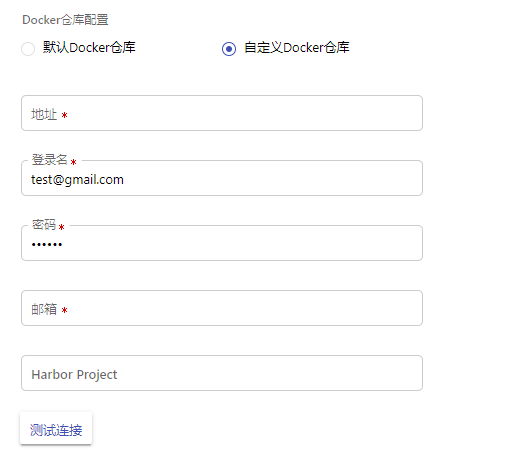 Docker仓库配置
默认Docker仓库 自定义Docker仓库
地址 *
登录名 *
test@gmail.com
密码 *
••••••
邮箱 *
Harbor Project
测试连接